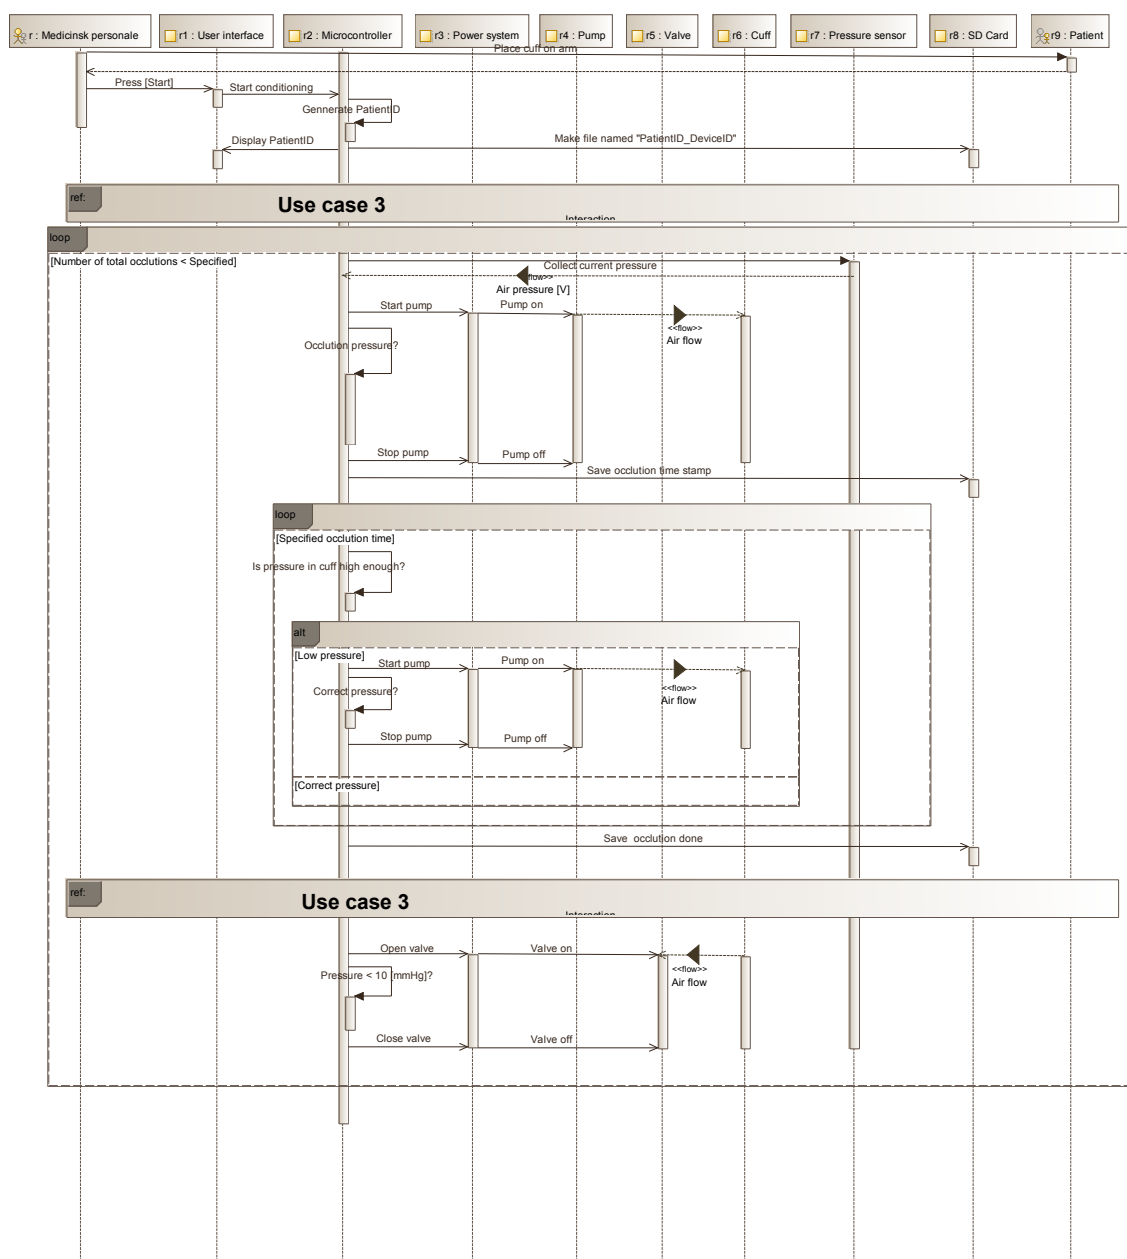 r : Medicinsk personale
r1 : User interface
r2 : Microcontroller
r3 : Power system
r4 : Pump
r5 : Valve
r6 : Cuff
r7 : Pressure sensor
r8 : SD Card
r9 : Patient
Place cuff on arm
Press [Start]
Start conditioning
Gennerate PatientID
Display PatientID
Make file named "PatientID_DeviceID"
ref:
Use case 3
Interaction
loop
[Number of total occlutions < Specified]
Collect current pressure
flow>>
Air pressure [V]
Start pump
Pump on
<<flow>>
Air flow
Occlution pressure?
Stop pump
Pump off
Save occlution time stamp
loop
[Specified occlution time]
Is pressure in cuff high enough?
alt
[Low pressure]
Start pump
Pump on
<<flow>>
Air flow
Correct pressure?
Stop pump
Pump off
[Correct pressure]
Save occlution done
ref:
Use case 3
Interaction
Open valve
Valve on
<<flow>>
Air flow
Pressure < 10 [mmHg]?
Close valve
Valve off